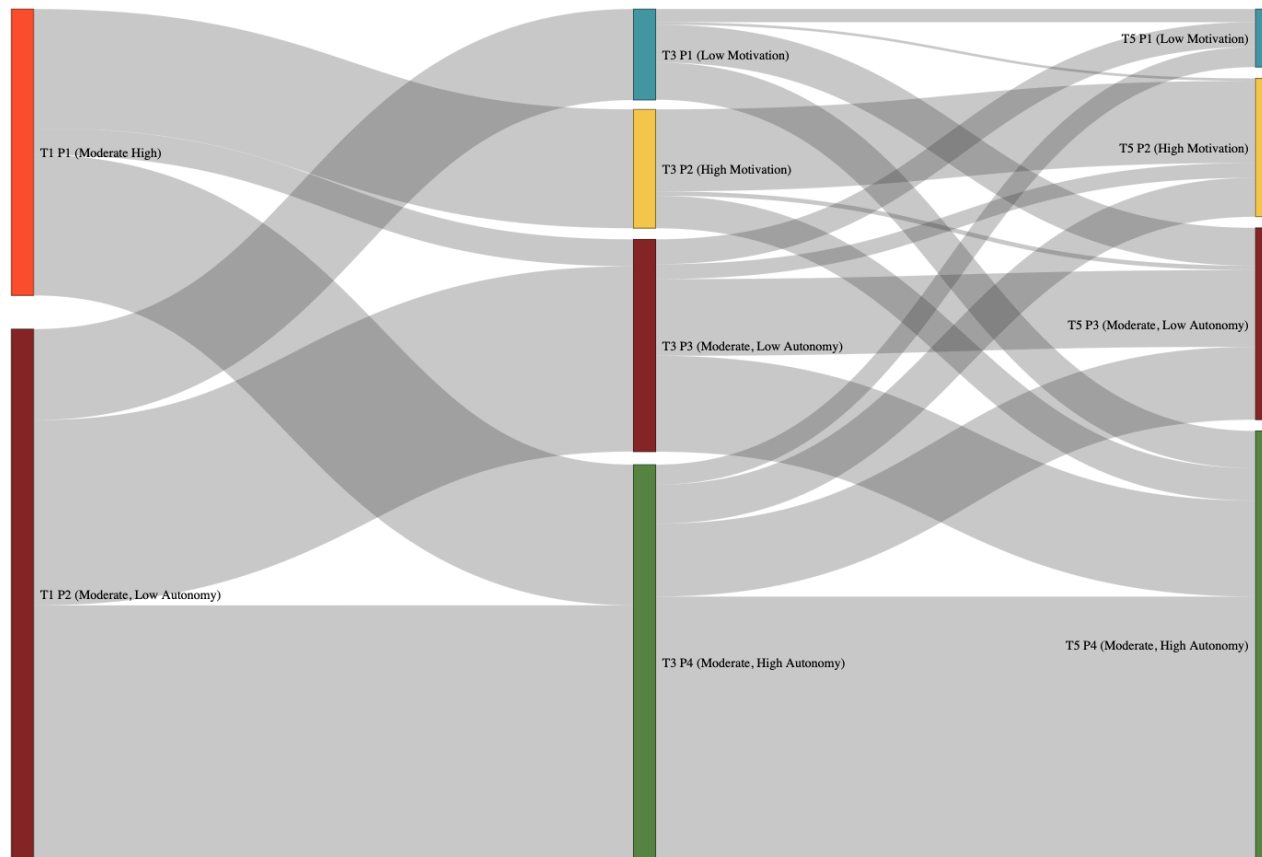 T1 P1 (Moderate High)
T1 P2 (Moderate, Low Autonomy)
T3 P1 (Low Motivation)
T3 P2 (High Motivation)
T3 P3 (Moderate, Low Autonomy)
T3 P4 (Moderate, High Autonomy)
T5 P1 (Low Motivation)
T5 P2 (High Motivation)
T5 P3 (Moderate, Low Autonomy)
T5 P4 (Moderate, High Autonomy)